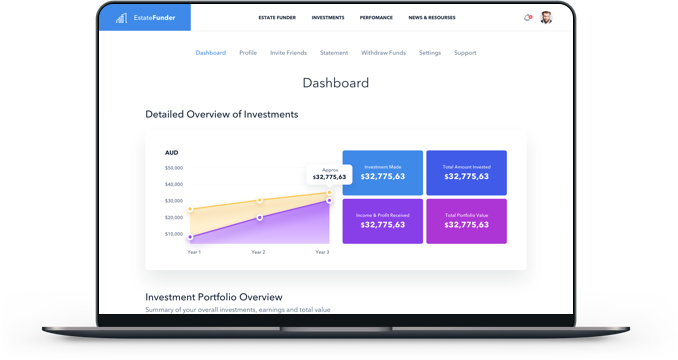 EstateFunder
ESTATE FUNDER INVESTMENTS PERFOMANCE NEWS & RESOURSES
Dashboard Profile Invite Friends Statement Withdraw Funds Settings Support
Dashboard
Detailed Overview of Investments
AUD
$50,000
$40,000
$30,000
$20,000
$10,000
Year 1 Year 2 Year 3
Approx
$32,775,63
Investment Made
$32,775,63
Total Amount Invested
$32,775,63
Income & Profit Received
$32,775,63
Total Portfolio Value
$32,775,63
Investment Portfolio Overview
Summary of your overall investments, earnings and total value